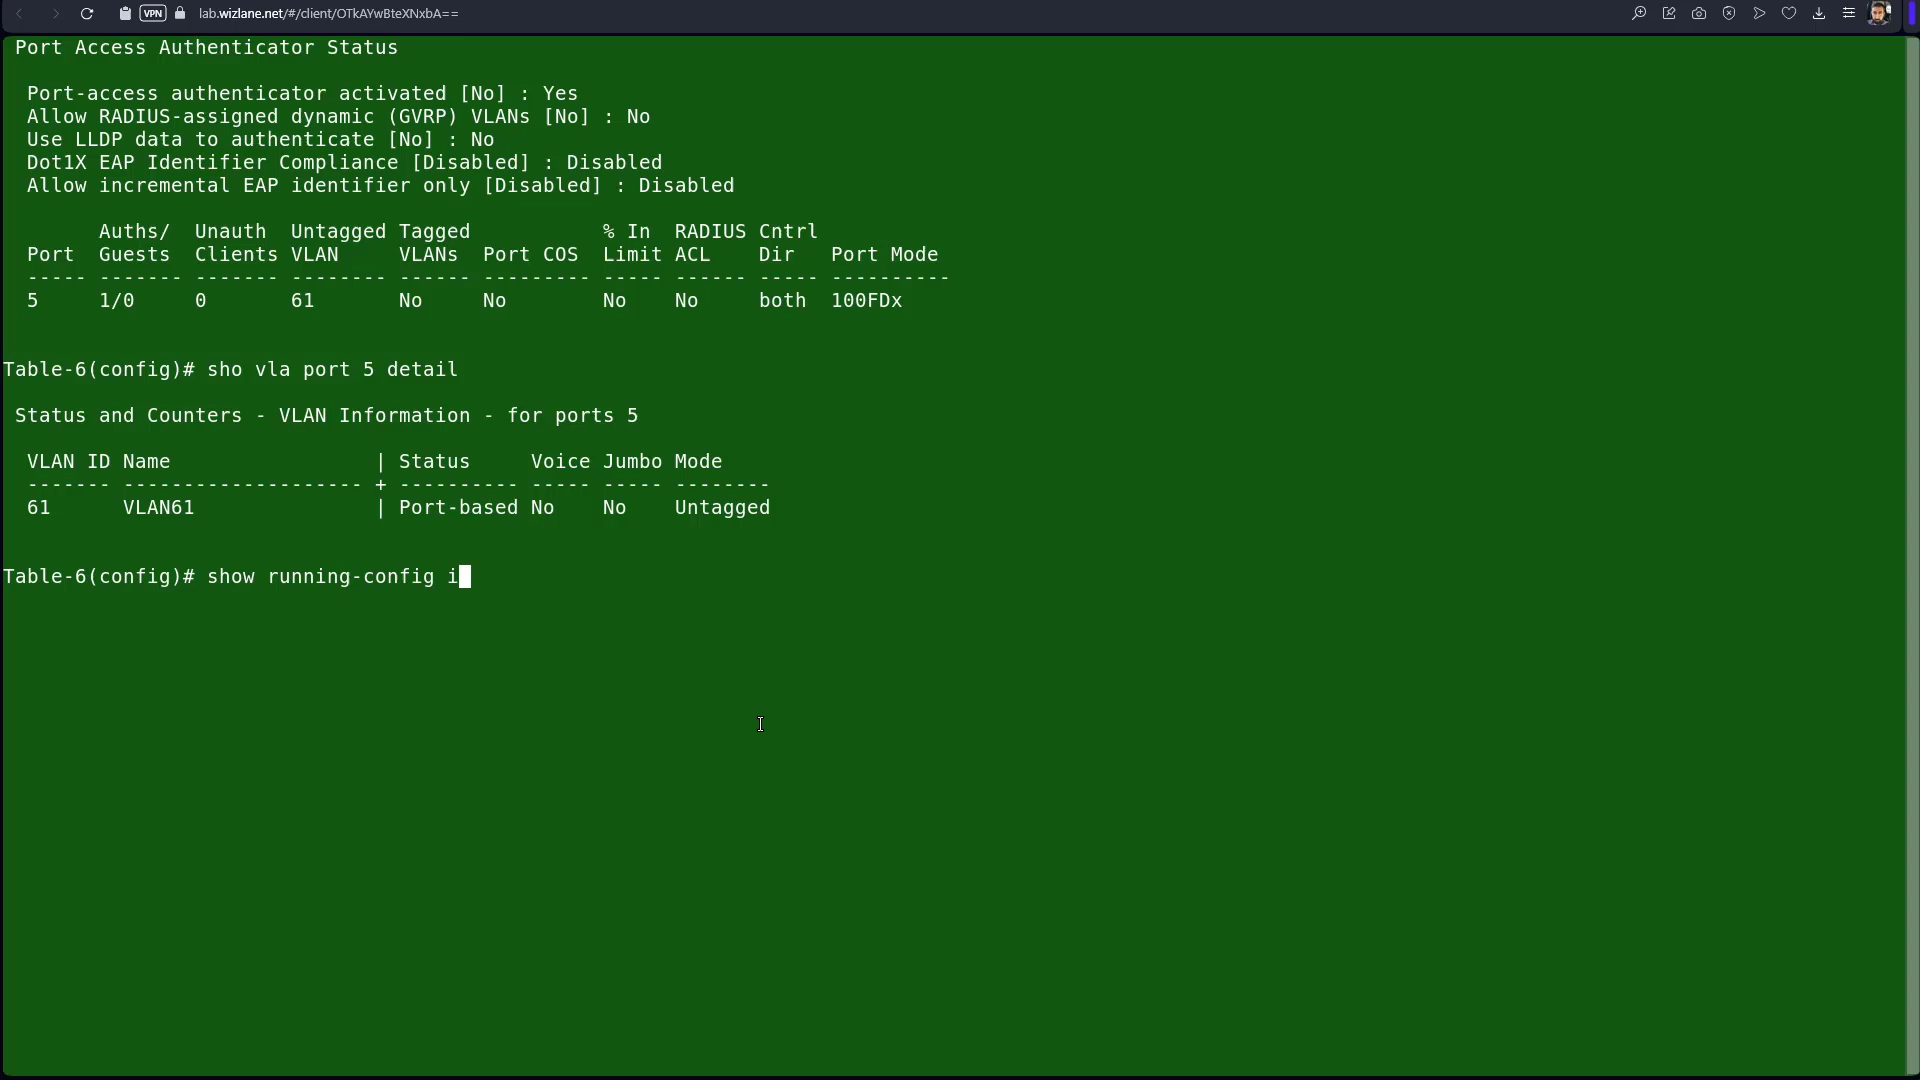 VPN lab.wizlane.net/#/client/OTkAYwBteXNxbA==
Port Access Authenticator Status
Port-access authenticator activated [No] : Yes
Allow RADIUS-assigned dynamic (GVRP) VLANs [No] : No
Use LLDP data to authenticate [No] : No
Dot1X EAP Identifier Compliance [Disabled] : Disabled
Allow incremental EAP identifier only [Disabled] : Disabled
Auths/ Unauth Untagged Tagged % In RADIUS Cntrl
Port Guests Clients VLAN VLANs Port COS Limit ACL Dir Port Mode
----- ------- ------- -------- ------ --------- ----- ------ ----- ----------
5 1/0 0 61 No No No No both 100FDx
Table-6(config)# sho vla port 5 detail
Status and Counters - VLAN Information - for ports 5
VLAN ID Name | Status Voice Jumbo Mode
------- -------------------- + ---------- ----- ----- --------
61 VLAN61 | Port-based No No Untagged
Table-6(config)# show running-config i